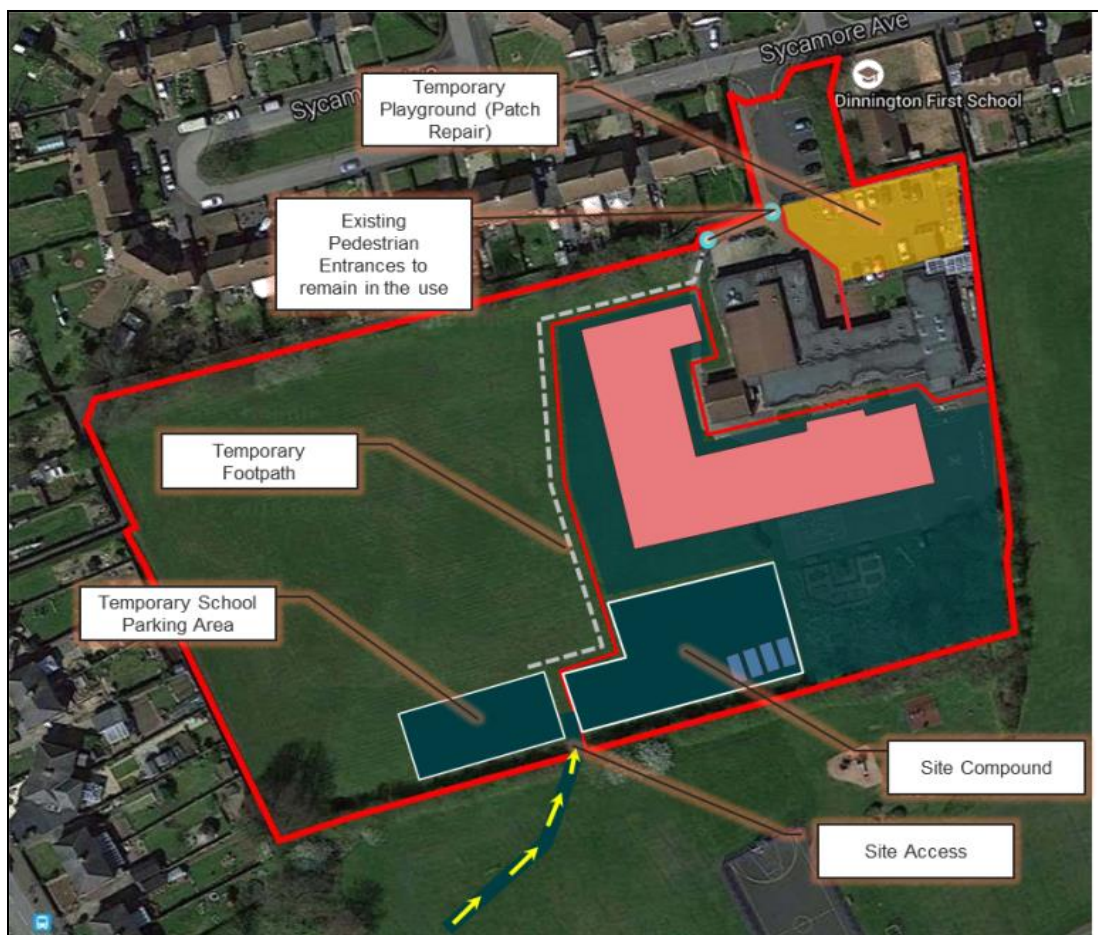 Sycamore Ave
Sycamore
Temporary
Playground (Patch
Repair)
Dinnington First School
Existing
Pedestrian
Entrances to
remain in the use
Temporary
Footpath
Temporary School
Parking Area
Site Compound
Site Access